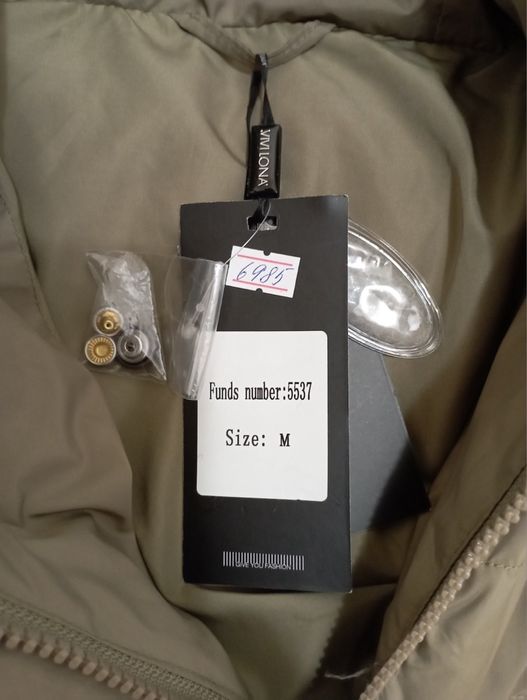 VIVILONA
6985
Funds number:5537
Size: M
GIVE YOU FASHION